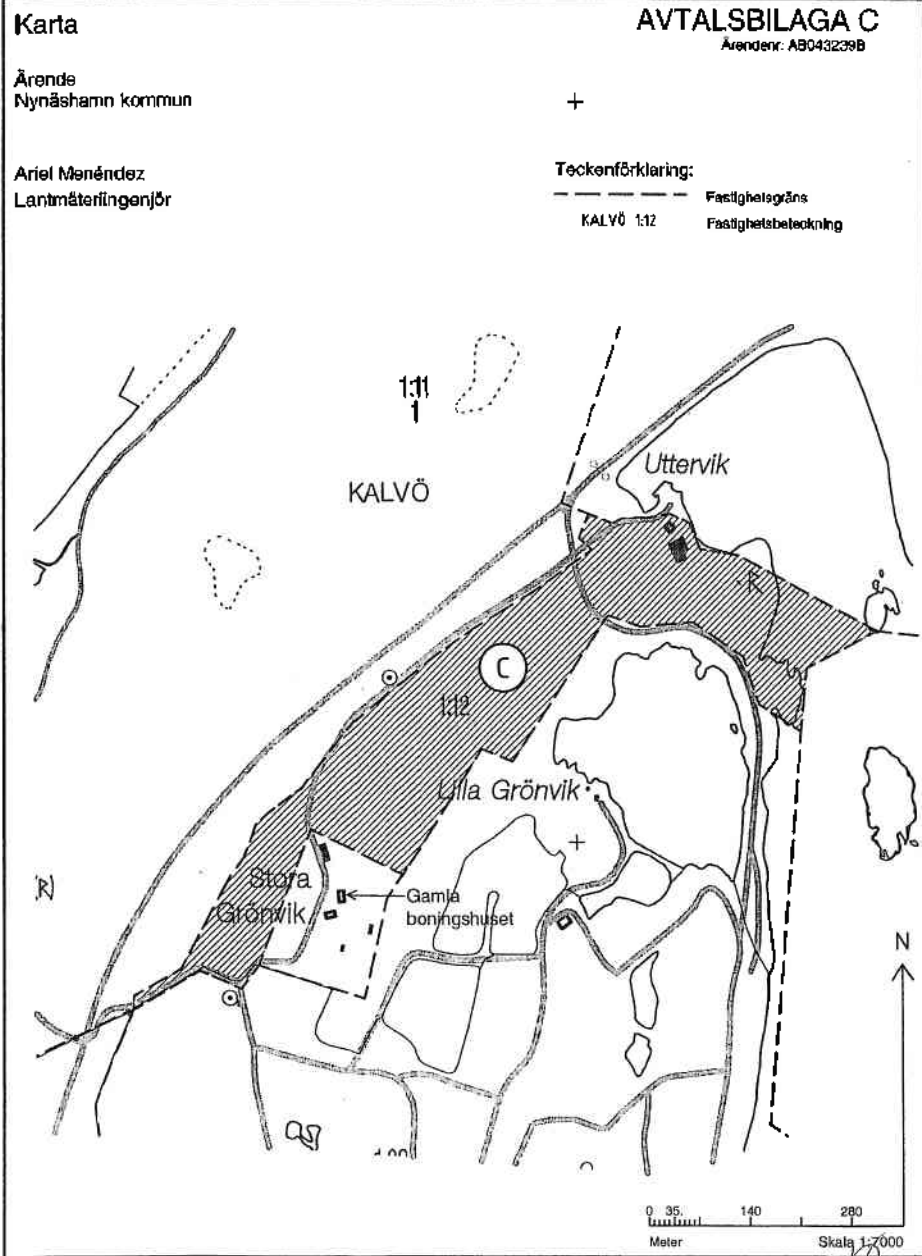 Karta
AVTALSBILAGA C
Ärendenr: AB043239B
Ärende
Nynäshamn kommun
Ariel Menéndez
Lantmäteriingenjör
Teckenförklaring:
Fastighetsgräns
KALVÖ 1:12
Fastighetsbeteckning
1:11
1
KALVÖ
Uttervik
R
C
1:12
Lilla Grönvik
R)
Stora
Grönvik
Gamla
boningshuset
N
0 35. 140 280
Meter
Skala 1:7000